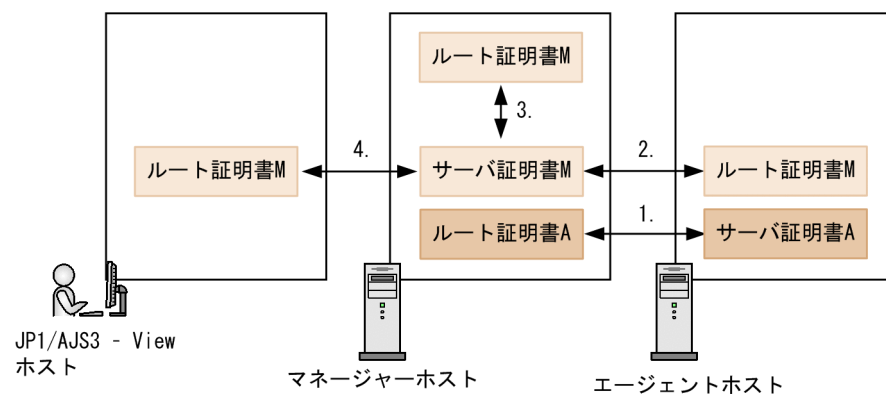 ルート証明書M
3.
ルート証明書M
4.
サーバ証明書M
2.
ルート証明書M
ルート証明書A
1.
サーバ証明書A
JP1/AJS3 - View
ホスト
マネージャーホスト
エージェントホスト